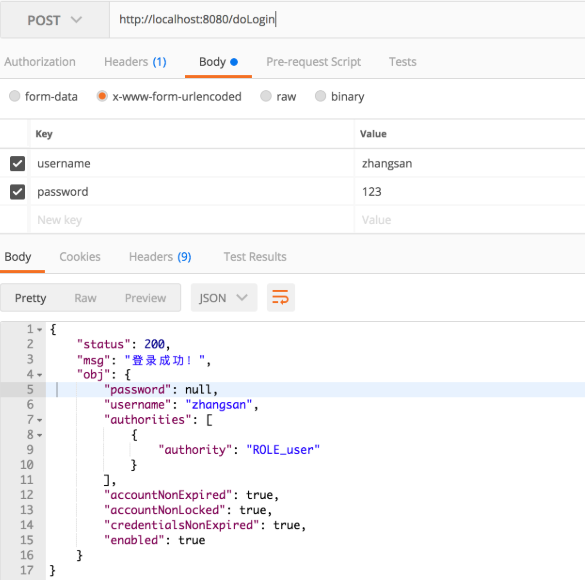 POST http://localhost:8080/doLogin
Authorization Headers (1) Body Pre-request Script Tests
form-data x-www-form-urlencoded raw binary
Key Value
username zhangsan
password 123
New key Value
Body Cookies Headers (9) Test Results
Pretty Raw Preview JSON
1 {
2 "status": 200,
3 "msg": "登录成功！",
4 "obj": {
5 "password": null,
6 "username": "zhangsan",
7 "authorities": [
8 {
9 "authority": "ROLE_user"
10 }
11 ],
12 "accountNonExpired": true,
13 "accountNonLocked": true,
14 "credentialsNonExpired": true,
15 "enabled": true
16 }
17 }